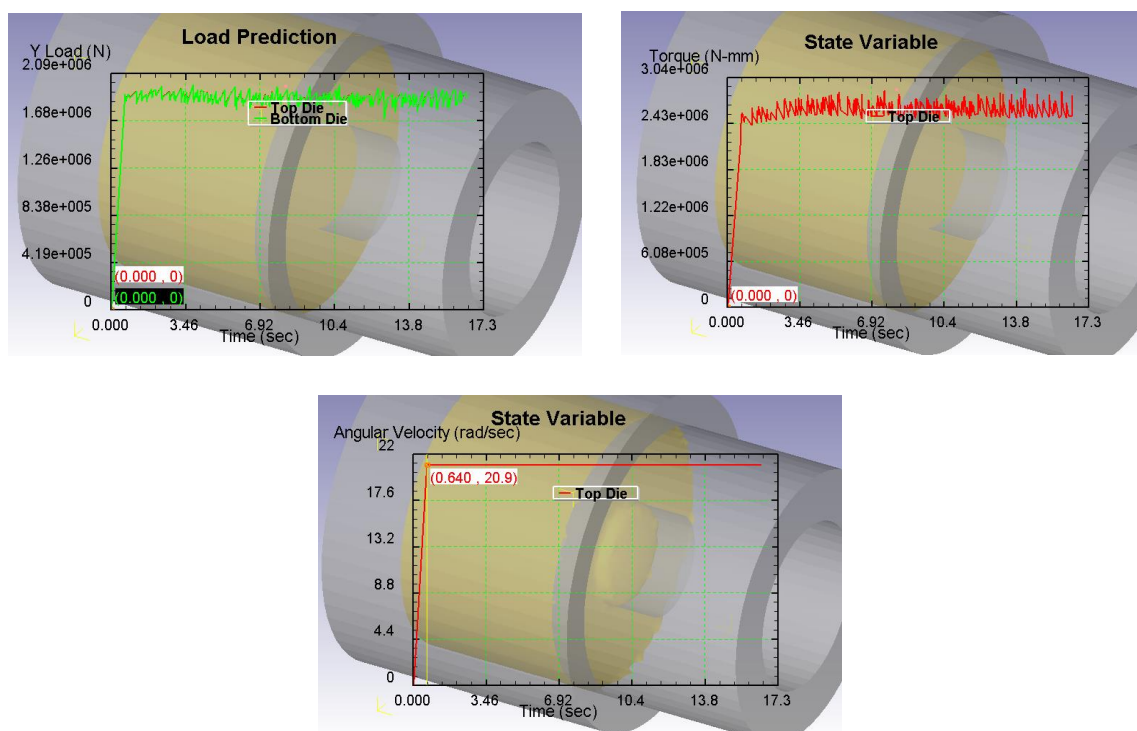 Load Prediction
Y Load (N)
2.09e+006
1.68e+006
1.26e+006
8.38e+005
4.19e+005
0
Top Die
Bottom Die
(0.000 , 0)
(0.000 , 0)
0.000 3.46 6.92 10.4 13.8 17.3
Time (sec)
State Variable
Torque (N-mm)
3.04e+006
2.43e+006
1.83e+006
1.22e+006
6.08e+005
0
Top Die
(0.000 , 0)
0.000 3.46 6.92 10.4 13.8 17.3
Time (sec)
State Variable
Angular Velocity (rad/sec)
22
17.6
13.2
8.8
4.4
0
(0.640 , 20.9)
Top Die
0.000 3.46 6.92 10.4 13.8 17.3
Time (sec)